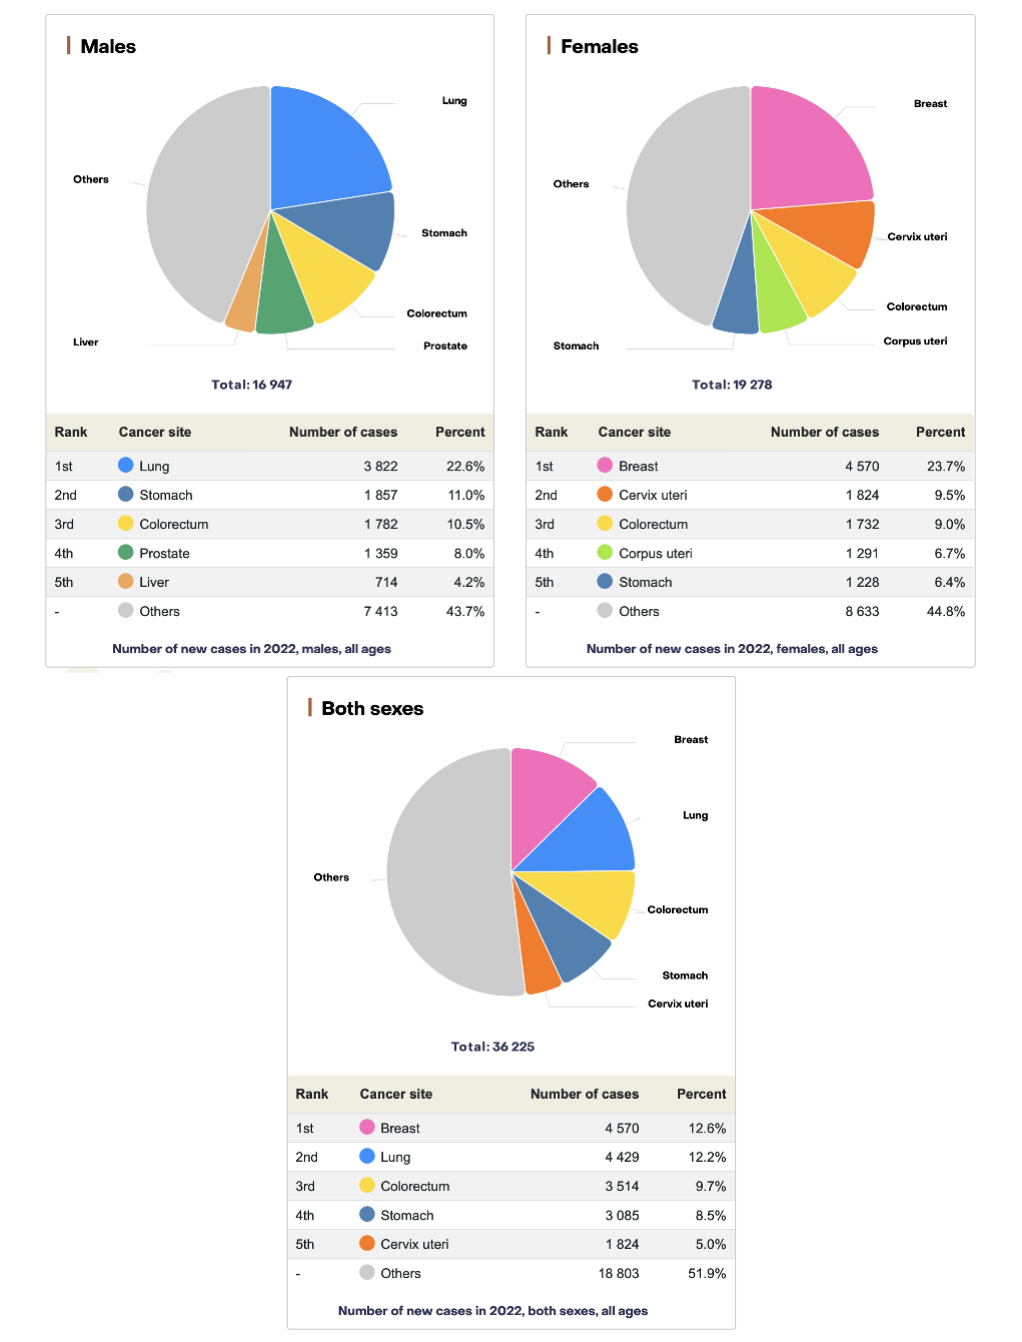 Males
Lung
Others
Stomach
Colorectum
Liver
Prostate
Total: 16 947
Rank Cancer site Number of cases Percent
1st Lung 3 822 22.6%
2nd Stomach 1 857 11.0%
3rd Colorectum 1 782 10.5%
4th Prostate 1 359 8.0%
5th Liver 714 4.2%
- Others 7 413 43.7%
Number of new cases in 2022, males, all ages
Females
Breast
Others
Cervix uteri
Colorectum
Corpus uteri
Stomach
Total: 19 278
Rank Cancer site Number of cases Percent
1st Breast 4 570 23.7%
2nd Cervix uteri 1 824 9.5%
3rd Colorectum 1 732 9.0%
4th Corpus uteri 1 291 6.7%
5th Stomach 1 228 6.4%
- Others 8 633 44.8%
Number of new cases in 2022, females, all ages
Both sexes
Breast
Lung
Others
Colorectum
Stomach
Cervix uteri
Total: 36 225
Rank Cancer site Number of cases Percent
1st Breast 4 570 12.6%
2nd Lung 4 429 12.2%
3rd Colorectum 3 514 9.7%
4th Stomach 3 085 8.5%
5th Cervix uteri 1 824 5.0%
- Others 18 803 51.9%
Number of new cases in 2022, both sexes, all ages